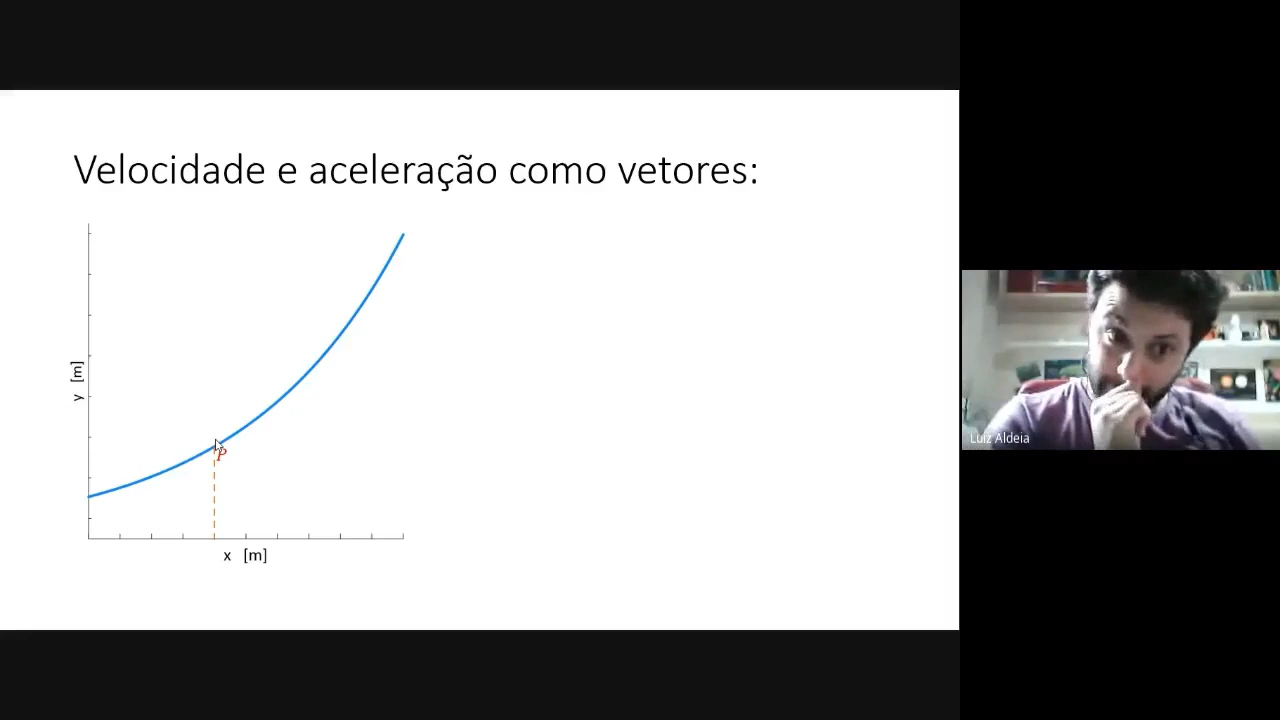 Velocidade e aceleração como vetores:
y [m]
P
x [m]
Luiz Aldeia